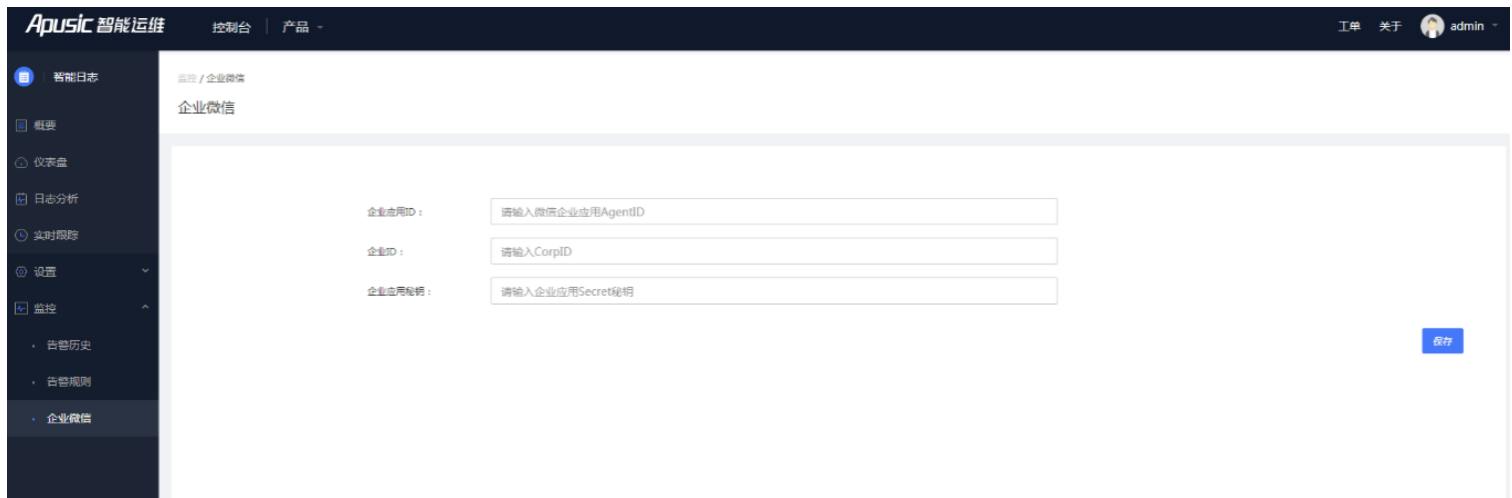 Apusic 智能运维 控制台 产品 工单 关于 admin
智能日志
概要
仪表盘
日志分析
实时跟踪
设置
监控
告警历史
告警规则
企业微信
监控 / 企业微信
企业微信
企业应用ID： 请输入微信企业应用AgentID
企业ID： 请输入CorpID
企业应用秘钥： 请输入企业应用Secret秘钥
保存